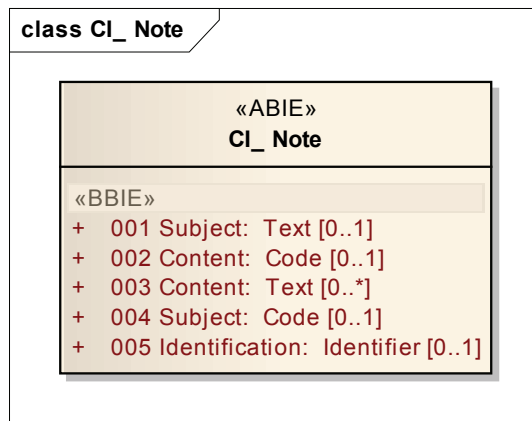 class CI_ Note
«ABIE»
CI_ Note
«BBIE»
+ 001 Subject: Text [0..1]
+ 002 Content: Code [0..1]
+ 003 Content: Text [0..*]
+ 004 Subject: Code [0..1]
+ 005 Identification: Identifier [0..1]